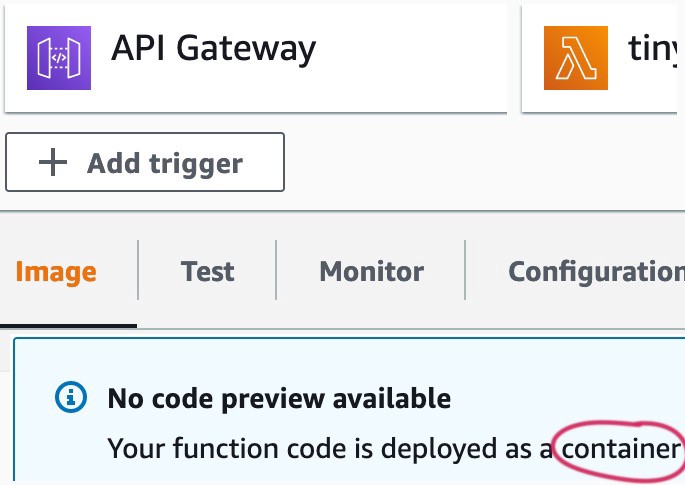 API Gateway
tiny
+ Add trigger
Image
Test
Monitor
Configuration
No code preview available
Your function code is deployed as a container